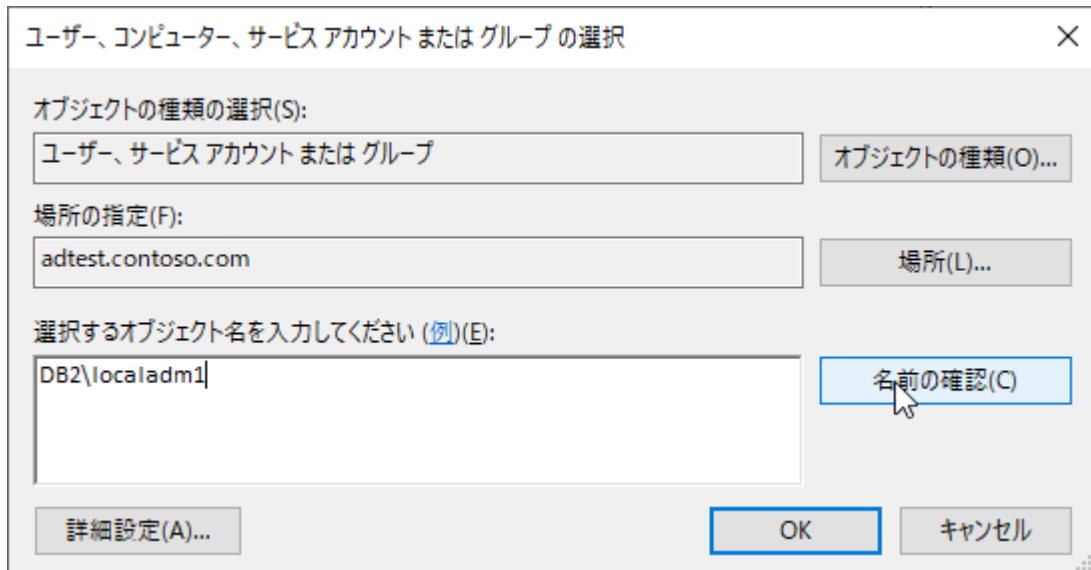 ユーザー、コンピューター、サービス アカウント または グループ の選択
オブジェクトの種類の選択(S):
ユーザー、サービス アカウント または グループ
オブジェクトの種類(O)...
場所の指定(F):
adtest.contoso.com
場所(L)...
選択するオブジェクト名を入力してください (例)(E):
DB2\localadm1
名前の確認(C)
詳細設定(A)...
OK
キャンセル